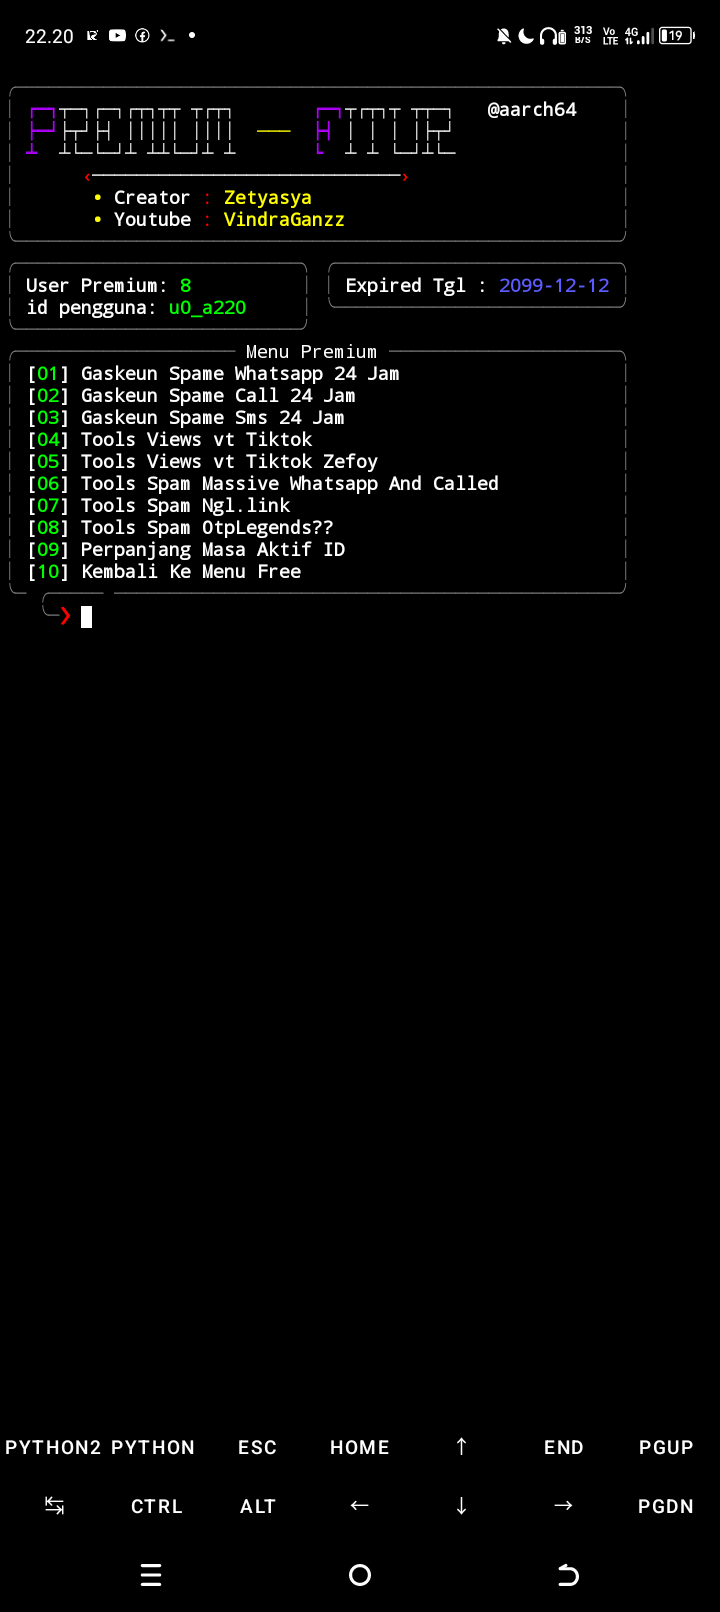 22.20
313 B/S Vo LTE 4G 19
PREMIUM — FITUR @aarch64
• Creator : Zetyasya
• Youtube : VindraGanzz
User Premium: 8
id pengguna: u0_a220
Expired Tgl : 2099-12-12
Menu Premium
[01] Gaskeun Spame Whatsapp 24 Jam
[02] Gaskeun Spame Call 24 Jam
[03] Gaskeun Spame Sms 24 Jam
[04] Tools Views vt Tiktok
[05] Tools Views vt Tiktok Zefoy
[06] Tools Spam Massive Whatsapp And Called
[07] Tools Spam Ngl.link
[08] Tools Spam OtpLegends??
[09] Perpanjang Masa Aktif ID
[10] Kembali Ke Menu Free
PYTHON2 PYTHON ESC HOME ↑ END PGUP
↹ CTRL ALT ← ↓ → PGDN